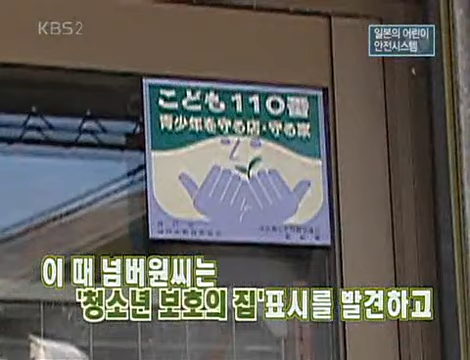 KBS2
일본의 어린이
안전시스템
こども110番
青少年を守る店・守る家
이 때 넘버원씨는
'청소년 보호의 집'표시를 발견하고